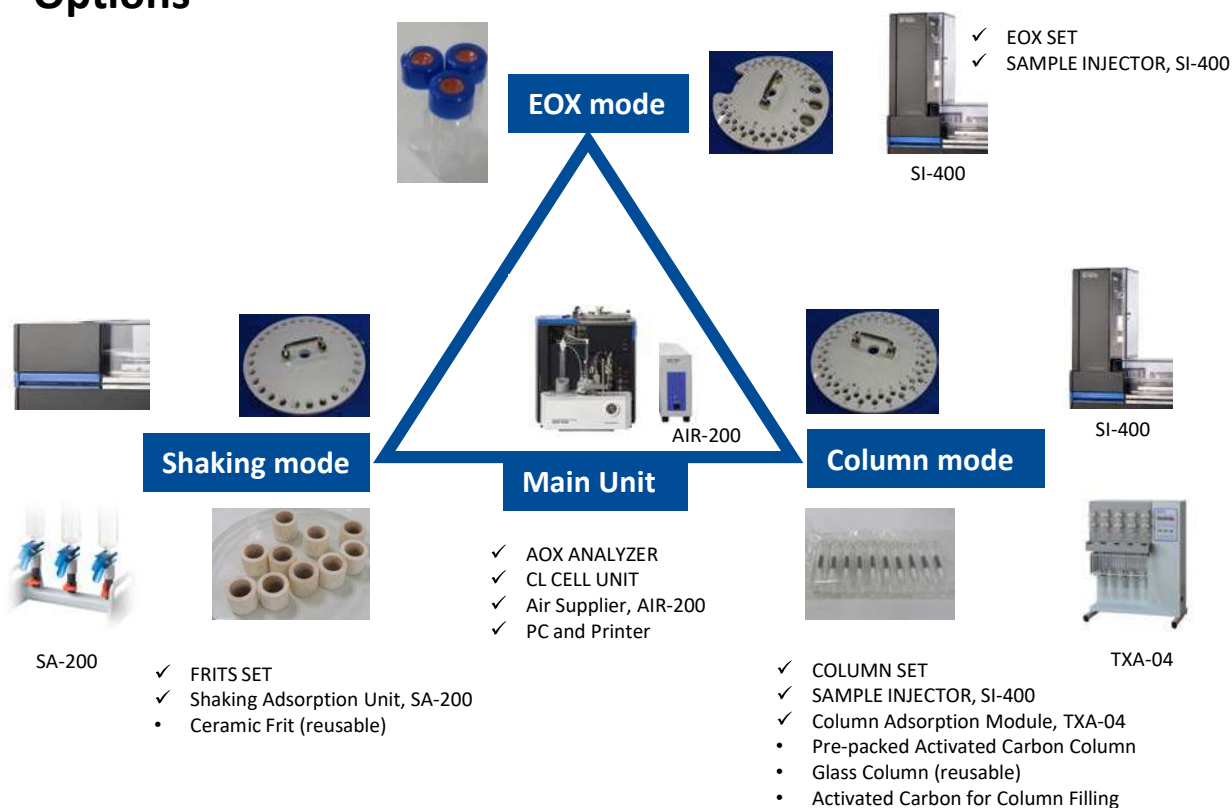 Options
EOX mode
✓ EOX SET
✓ SAMPLE INJECTOR, SI-400
SI-400
AIR-200
SI-400
Shaking mode
Main Unit
Column mode
SA-200
✓ FRITS SET
✓ Shaking Adsorption Unit, SA-200
• Ceramic Frit (reusable)
✓ AOX ANALYZER
✓ CL CELL UNIT
✓ Air Supplier, AIR-200
✓ PC and Printer
TXA-04
✓ COLUMN SET
✓ SAMPLE INJECTOR, SI-400
✓ Column Adsorption Module, TXA-04
• Pre-packed Activated Carbon Column
• Glass Column (reusable)
• Activated Carbon for Column Filling